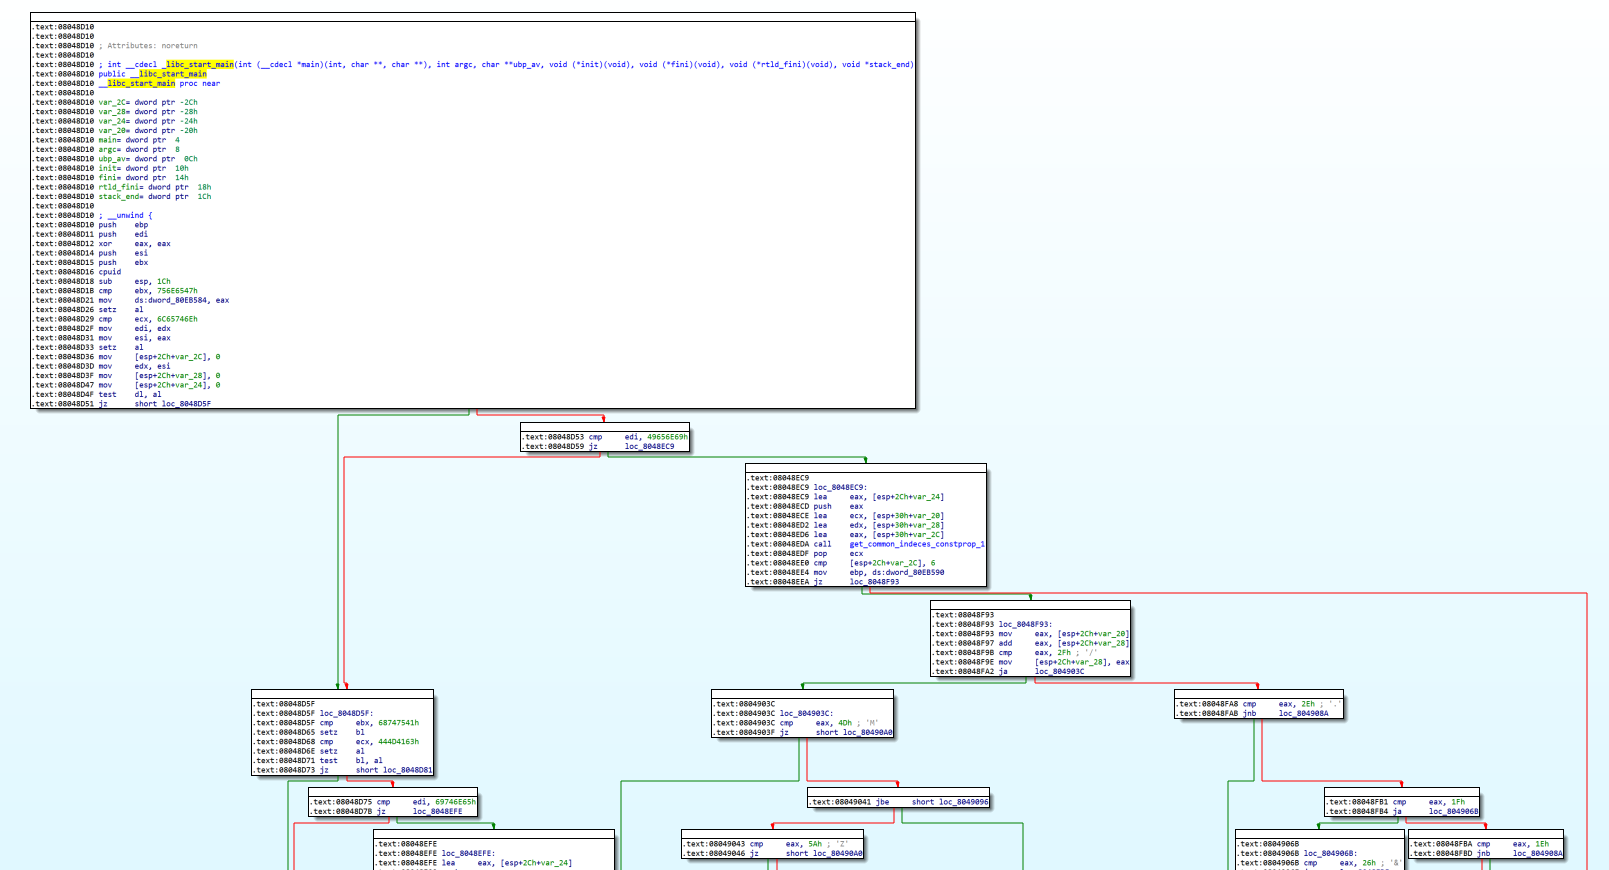 .text:08048D10
.text:08048D10
.text:08048D10 ; Attributes: noreturn
.text:08048D10
.text:08048D10 ; int __cdecl _libc_start_main(int (__cdecl *main)(int, char **, char **), int argc, char **ubp_av, void (*init)(void), void (*fini)(void), void (*rtld_fini)(void), void *stack_end)
.text:08048D10 public __libc_start_main
.text:08048D10 __libc_start_main proc near
.text:08048D10
.text:08048D10 var_2C= dword ptr -2Ch
.text:08048D10 var_28= dword ptr -28h
.text:08048D10 var_24= dword ptr -24h
.text:08048D10 var_20= dword ptr -20h
.text:08048D10 main= dword ptr  4
.text:08048D10 argc= dword ptr  8
.text:08048D10 ubp_av= dword ptr  0Ch
.text:08048D10 init= dword ptr  10h
.text:08048D10 fini= dword ptr  14h
.text:08048D10 rtld_fini= dword ptr  18h
.text:08048D10 stack_end= dword ptr  1Ch
.text:08048D10
.text:08048D10 ; __unwind {
.text:08048D10 push    ebp
.text:08048D11 push    edi
.text:08048D12 xor     eax, eax
.text:08048D14 push    esi
.text:08048D15 push    ebx
.text:08048D16 cpuid
.text:08048D18 sub     esp, 1Ch
.text:08048D1B cmp     ebx, 756E6547h
.text:08048D21 mov     ds:dword_80EB584, eax
.text:08048D26 setz    al
.text:08048D29 cmp     ecx, 6C65746Eh
.text:08048D2F mov     edi, edx
.text:08048D31 mov     esi, eax
.text:08048D33 setz    al
.text:08048D36 mov     [esp+2Ch+var_2C], 0
.text:08048D3D mov     edx, esi
.text:08048D3F mov     [esp+2Ch+var_28], 0
.text:08048D47 mov     [esp+2Ch+var_24], 0
.text:08048D4F test    dl, al
.text:08048D51 jz      short loc_8048D5F
.text:08048D53 cmp     edi, 49656E69h
.text:08048D59 jz      loc_8048EC9
.text:08048EC9
.text:08048EC9 loc_8048EC9:
.text:08048EC9 lea     eax, [esp+2Ch+var_24]
.text:08048ECD push    eax
.text:08048ECE lea     ecx, [esp+30h+var_20]
.text:08048ED2 lea     edx, [esp+30h+var_28]
.text:08048ED6 lea     eax, [esp+30h+var_2C]
.text:08048EDA call    get_common_indeces_constprop_1
.text:08048EDF pop     ecx
.text:08048EE0 cmp     [esp+2Ch+var_2C], 6
.text:08048EE4 mov     ebp, ds:dword_80EB590
.text:08048EEA jz      loc_8048F93
.text:08048F93
.text:08048F93 loc_8048F93:
.text:08048F93 mov     eax, [esp+2Ch+var_20]
.text:08048F97 add     eax, [esp+2Ch+var_28]
.text:08048F9B cmp     eax, 2Fh ; '/'
.text:08048F9E mov     [esp+2Ch+var_28], eax
.text:08048FA2 ja      loc_804903C
.text:08048D5F
.text:08048D5F loc_8048D5F:
.text:08048D5F cmp     ebx, 68747541h
.text:08048D65 setz    bl
.text:08048D68 cmp     ecx, 444D4163h
.text:08048D6E setz    al
.text:08048D71 test    bl, al
.text:08048D73 jz      short loc_8048D81
.text:0804903C
.text:0804903C loc_804903C:
.text:0804903C cmp     eax, 4Dh ; 'M'
.text:0804903F jz      short loc_80490A0
.text:08048FA8 cmp     eax, 2Eh ; '.'
.text:08048FAB jnb     loc_804908A
.text:08048D75 cmp     edi, 69746E65h
.text:08048D7B jz      loc_8048EFE
.text:08049041 jbe     short loc_8049096
.text:08048FB1 cmp     eax, 1Fh
.text:08048FB4 ja      loc_804906B
.text:08048EFE
.text:08048EFE loc_8048EFE:
.text:08048EFE lea     eax, [esp+2Ch+var_24]
.text:08049043 cmp     eax, 5Ah ; 'Z'
.text:08049046 jz      short loc_80490A0
.text:0804906B
.text:0804906B loc_804906B:
.text:0804906B cmp     eax, 26h ; '&'
.text:08048FBA cmp     eax, 1Eh
.text:08048FBD jnb     loc_804908A